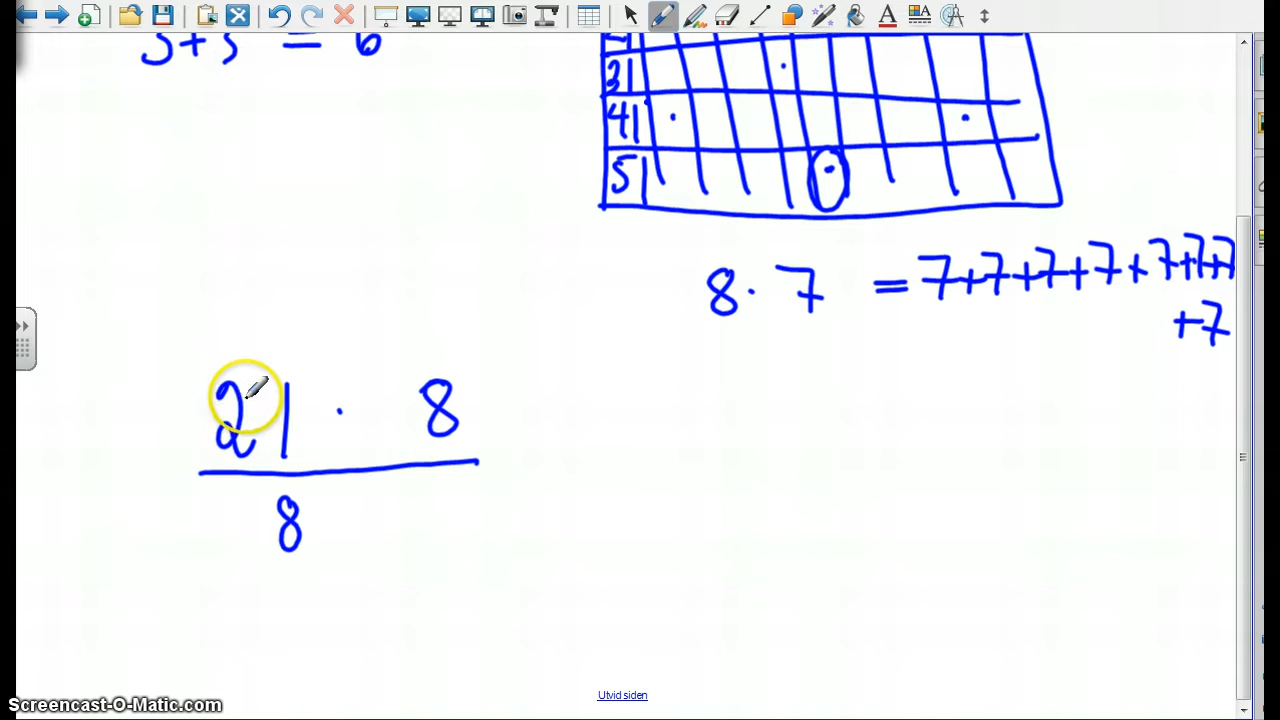 3+3 = 6
31
41
51
8 · 7 = 7+7+7+7+7+7+7
+7
21 · 8
8
Utvid siden
Screencast-O-Matic.com